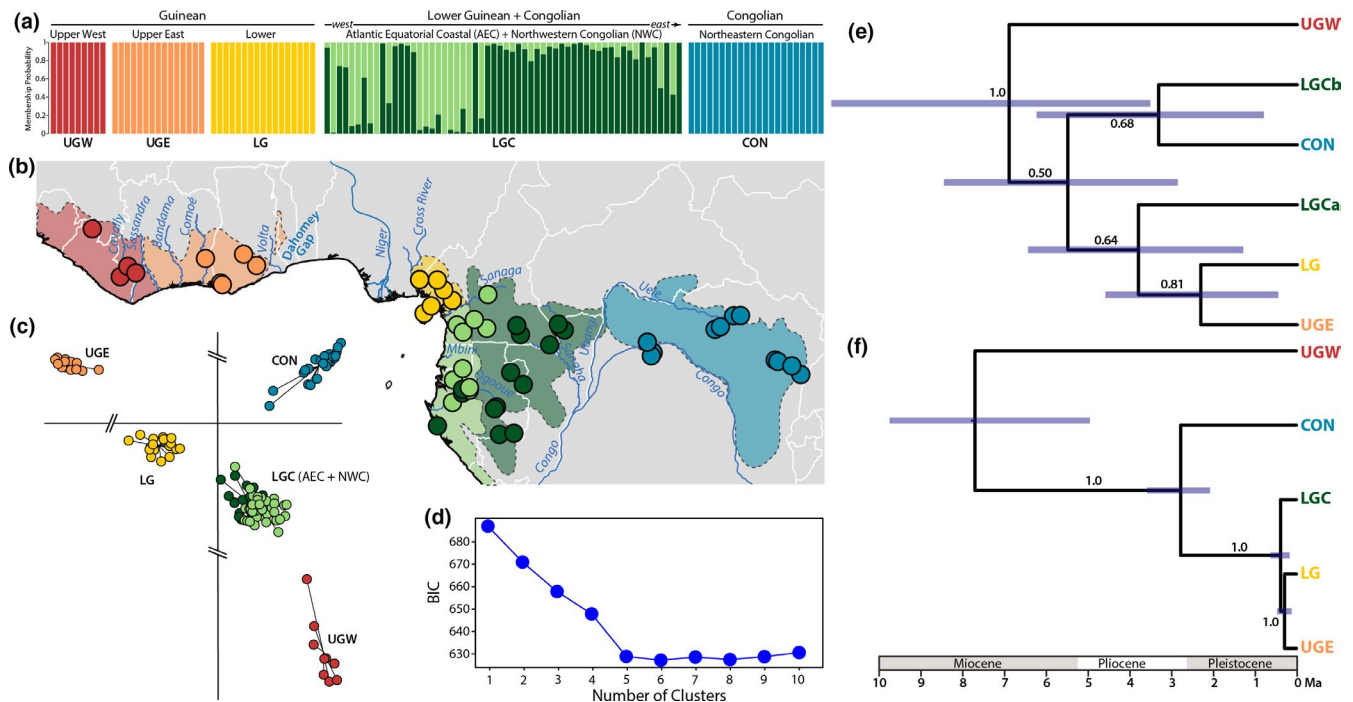 (a)
Guinean
Lower Guinean + Congolian
Congolian
west
east
Upper West
Upper East
Lower
Atlantic Equatorial Coastal (AEC) + Northwestern Congolian (NWC)
Northeastern Congolian
Membership Probability
1
0.8
0.6
0.4
0.2
0
UGW
UGE
LG
LGC
CON
(b)
Cavally
Sassandra
Bandama
Comoé
Volta
Dahomey
Gap
Niger
Cross River
Sanaga
Mbini
Ogooue
Sangha
Ubangi
Uele
Congo
Congo
(c)
UGE
CON
LG
LGC (AEC + NWC)
UGW
(d)
BIC
680
670
660
650
640
630
1 2 3 4 5 6 7 8 9 10
Number of Clusters
(e)
UGW
LGCb
CON
LGCa
LG
UGE
1.0
0.68
0.50
0.64
0.81
(f)
UGW
CON
LGC
LG
UGE
1.0
1.0
1.0
Miocene Pliocene Pleistocene
10 9 8 7 6 5 4 3 2 1 0 Ma